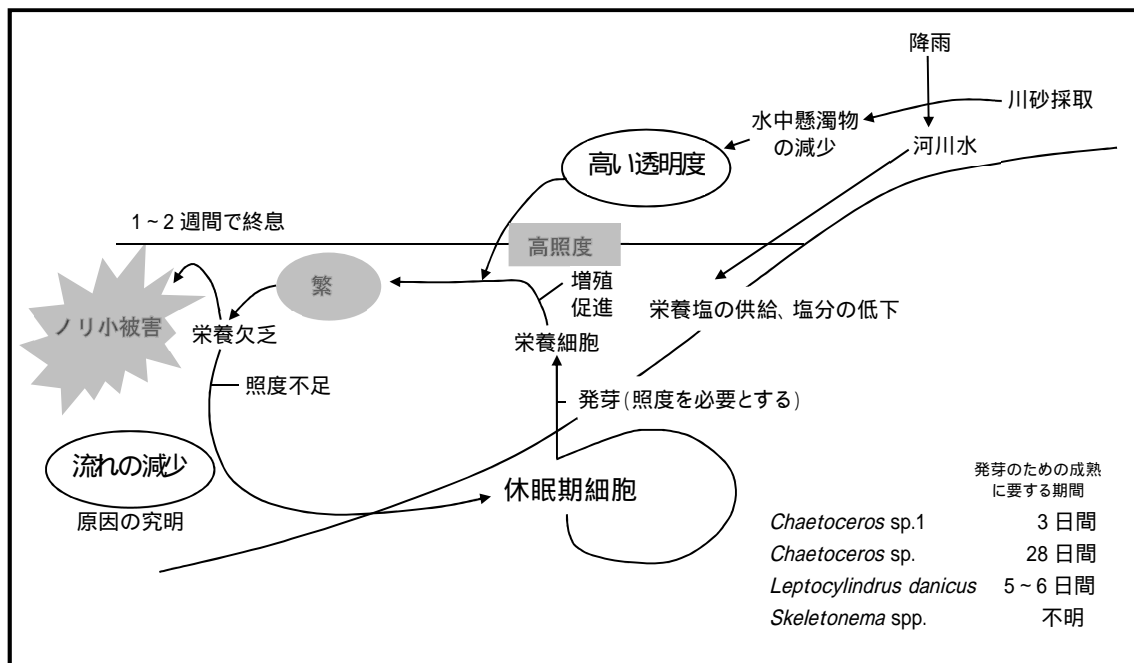 降雨
川砂採取
水中懸濁物
の減少
河川水
高い透明度
1~2 週間で終息
高照度
繁
増殖
促進
栄養塩の供給、塩分の低下
ノリ小被害
栄養欠乏
栄養細胞
照度不足
発芽(照度を必要とする)
流れの減少
原因の究明
休眠期細胞
発芽のための成熟
に要する期間
Chaetoceros sp.1 3 日間
Chaetoceros sp. 28 日間
Leptocylindrus danicus 5~6 日間
Skeletonema spp. 不明